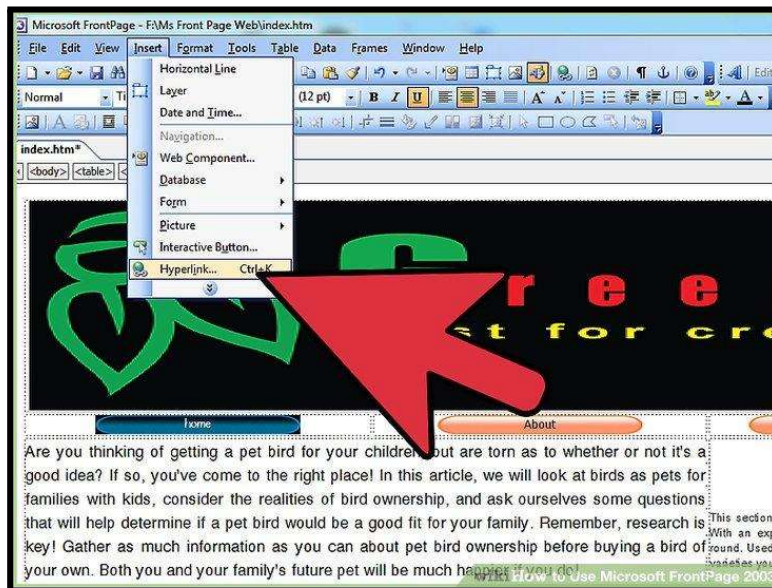 Microsoft FrontPage - F:\Ms Front Page Web\index.htm
File Edit View Insert Format Tools Table Data Frames Window Help
Normal (12 pt) B I U A A A
index.htm*
<body> <table>
Horizontal Line
Layer
Date and Time...
Navigation...
Web Component...
Database
Form
Picture
Interactive Button...
Hyperlink... Ctrl+K
G r e e
st for cre
home About
Are you thinking of getting a pet bird for your children, but are torn as to whether or not it's a
good idea? If so, you've come to the right place! In this article, we will look at birds as pets for
families with kids, consider the realities of bird ownership, and ask ourselves some questions
that will help determine if a pet bird would be a good fit for your family. Remember, research is
key! Gather as much information as you can about pet bird ownership before buying a bird of
your own. Both you and your family's future pet will be much happier if you do!
This section
With an exp
round. Used
varieties you
wiki How to Use Microsoft FrontPage 200